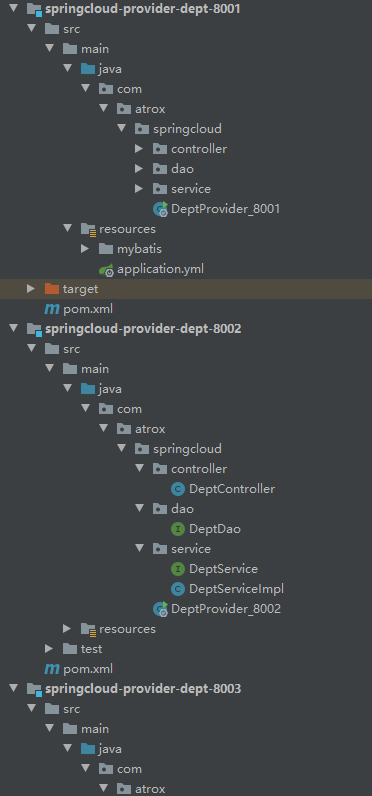 springcloud-provider-dept-8001
src
main
java
com
atrox
springcloud
controller
dao
service
DeptProvider_8001
resources
mybatis
application.yml
target
pom.xml
springcloud-provider-dept-8002
src
main
java
com
atrox
springcloud
controller
DeptController
dao
DeptDao
service
DeptService
DeptServiceImpl
DeptProvider_8002
resources
test
pom.xml
springcloud-provider-dept-8003
src
main
java
com
atrox